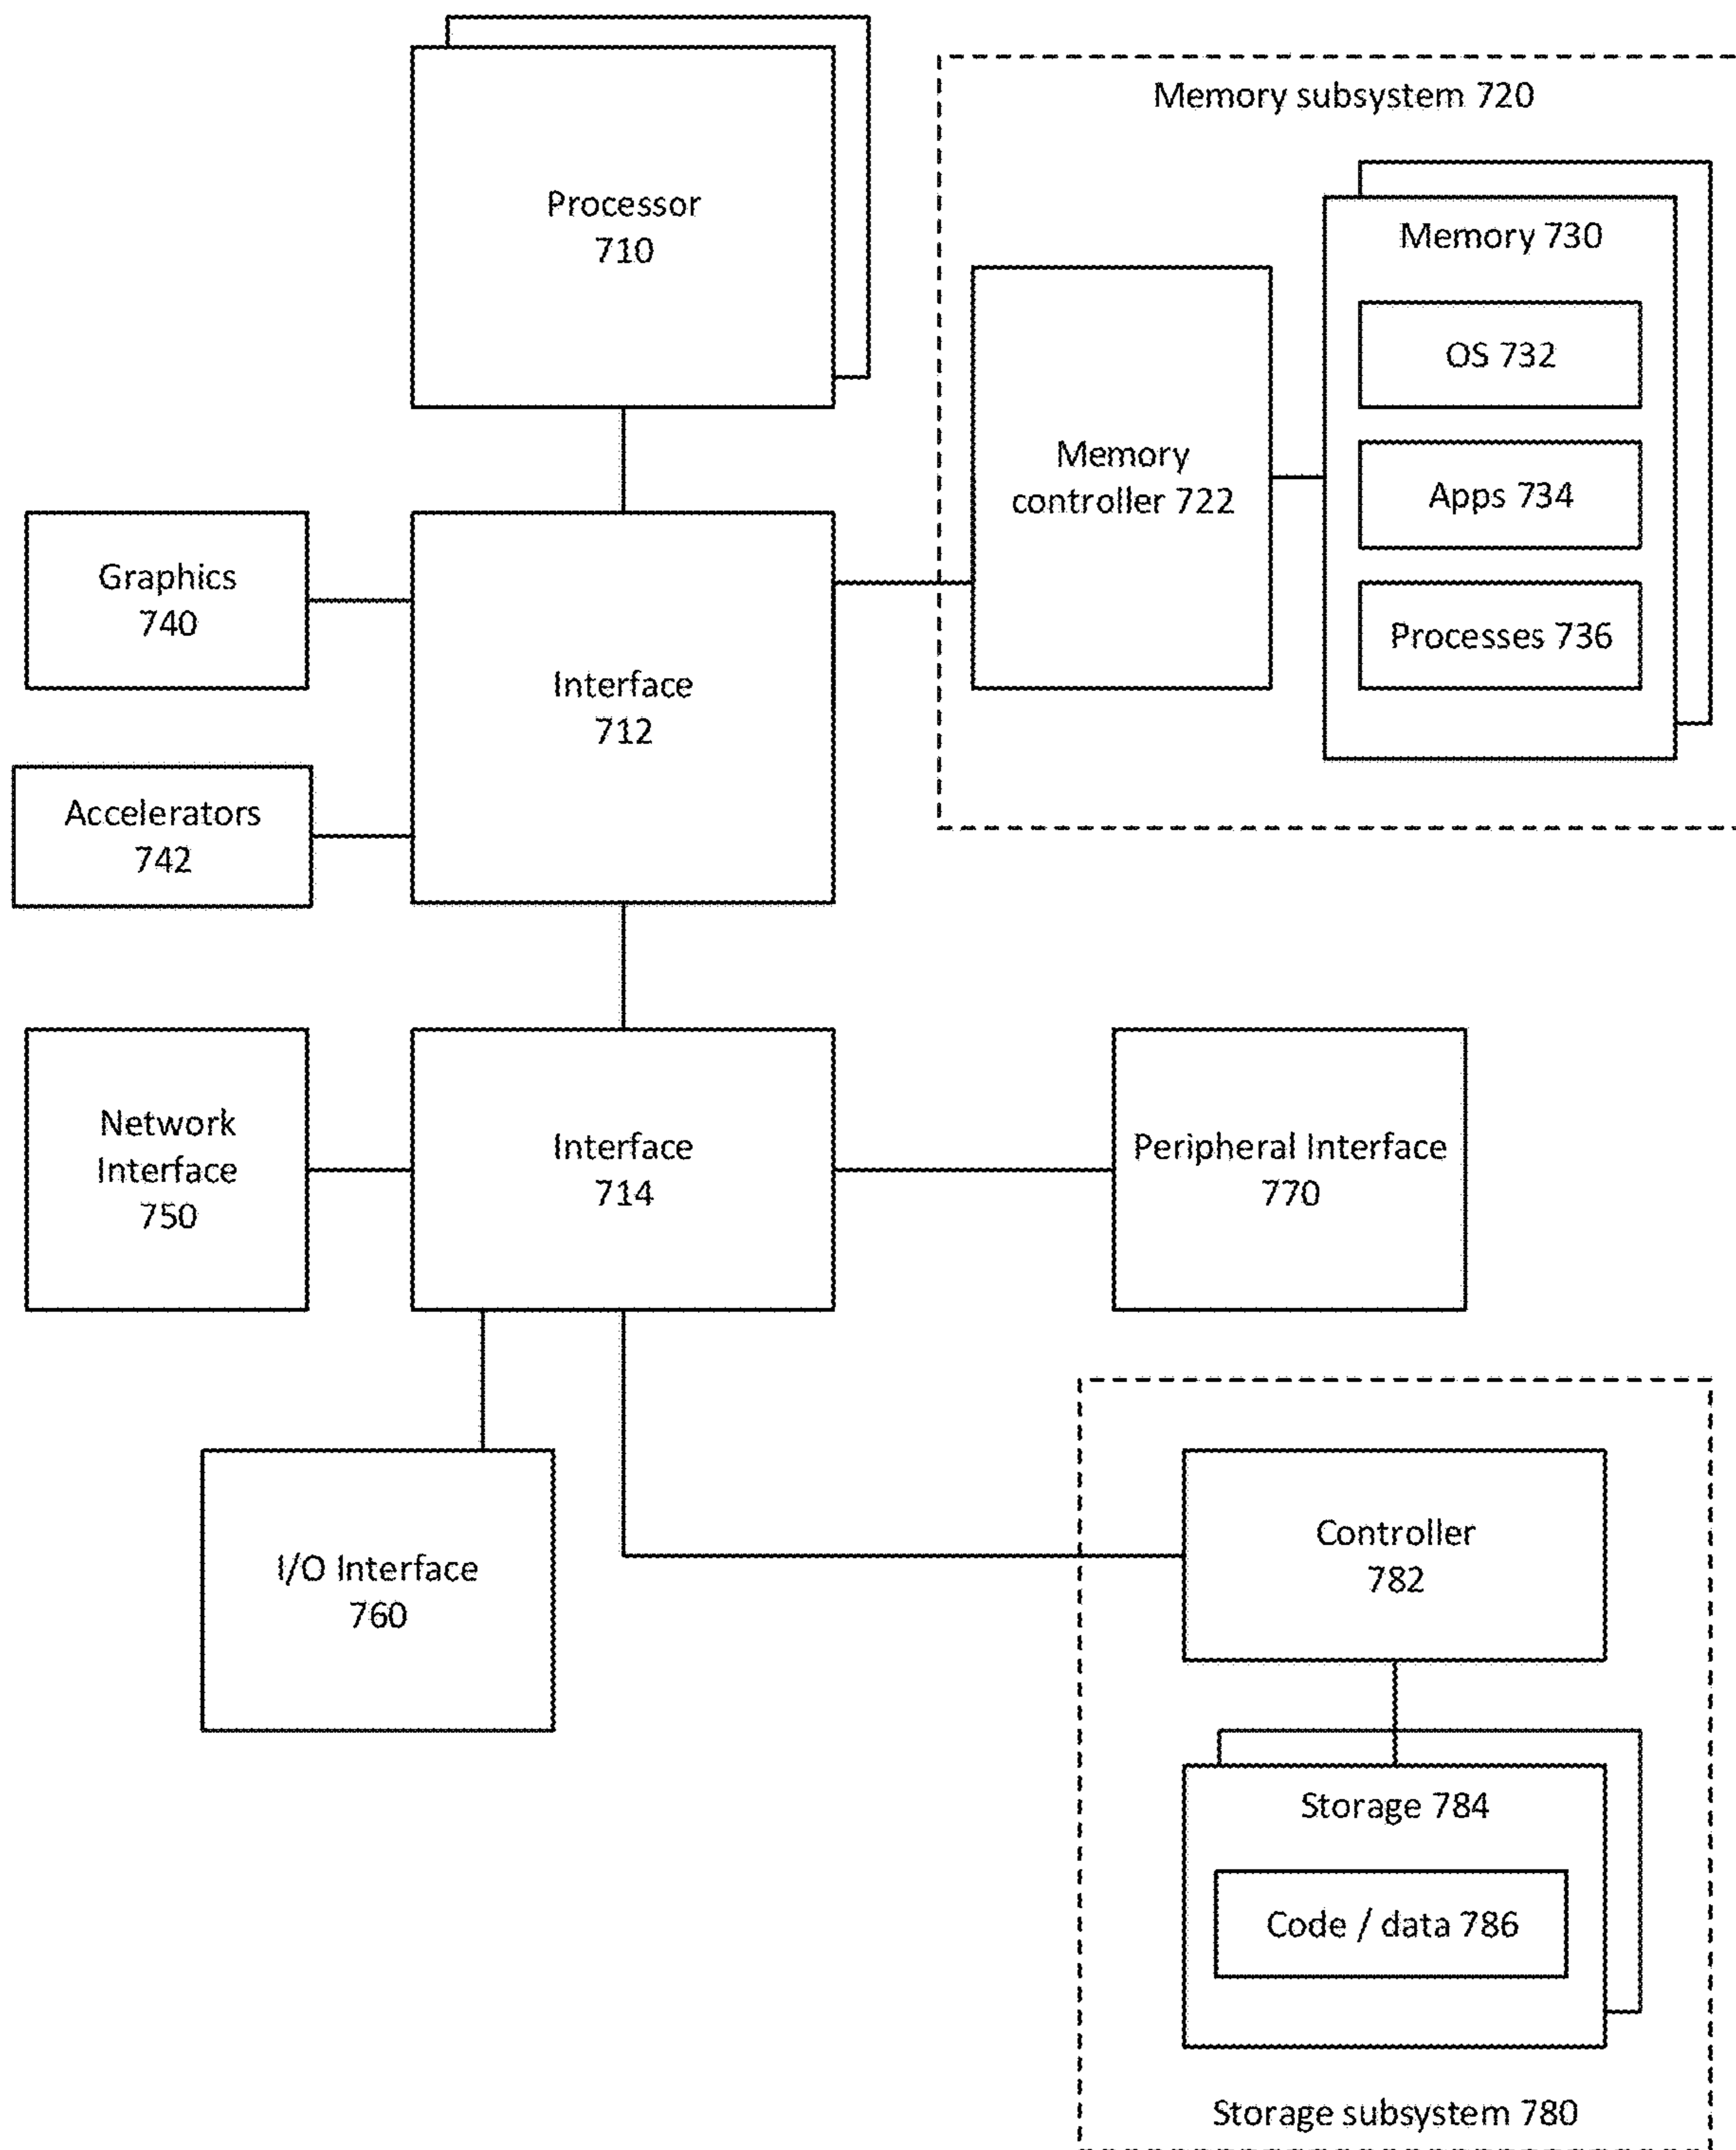 Memory subsystem 720
Processor
710
Memory 730
OS 732
Memory
controller 722
Apps 734
Processes 736
Graphics
740
Interface
712
Accelerators
742
Network
Interface
750
Interface
714
Peripheral Interface
770
I/O Interface
760
Controller
782
Storage 784
Code / data 786
Storage subsystem 780